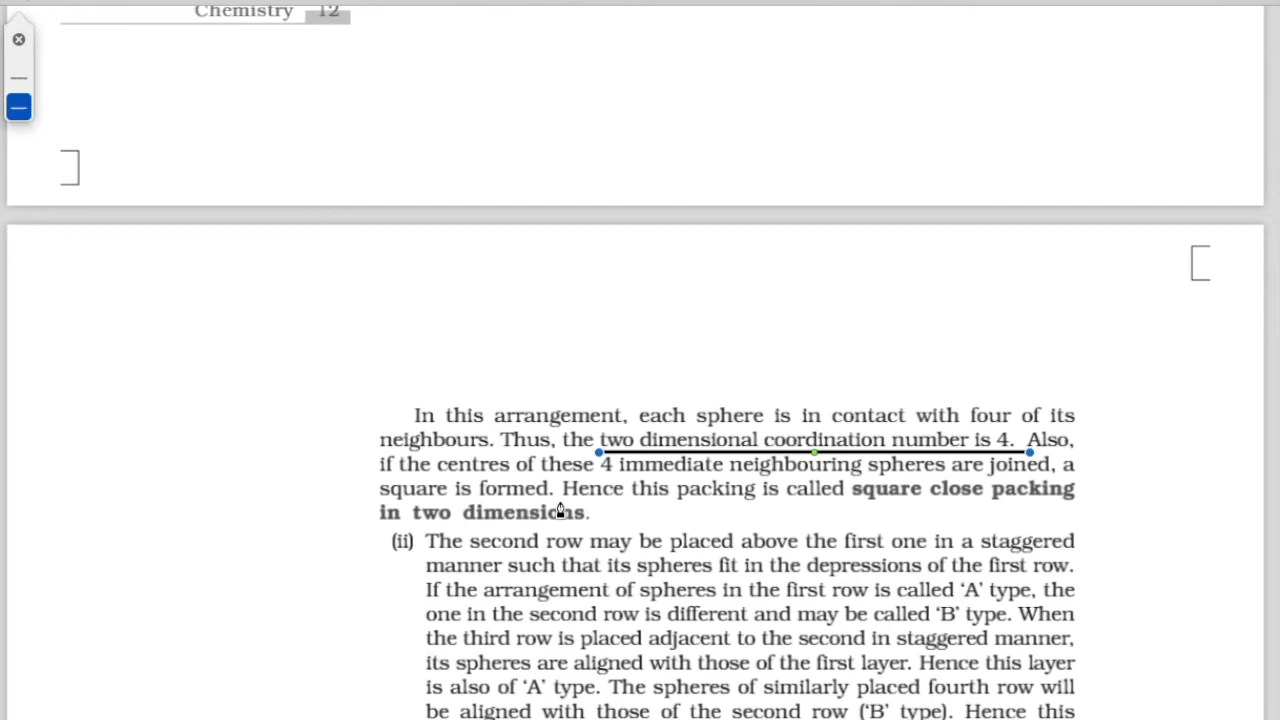 Chemistry 12
In this arrangement, each sphere is in contact with four of its
neighbours. Thus, the two dimensional coordination number is 4. Also,
if the centres of these 4 immediate neighbouring spheres are joined, a
square is formed. Hence this packing is called square close packing
in two dimensions.
(ii) The second row may be placed above the first one in a staggered
manner such that its spheres fit in the depressions of the first row.
If the arrangement of spheres in the first row is called ‘A’ type, the
one in the second row is different and may be called ‘B’ type. When
the third row is placed adjacent to the second in staggered manner,
its spheres are aligned with those of the first layer. Hence this layer
is also of ‘A’ type. The spheres of similarly placed fourth row will
be aligned with those of the second row (‘B’ type). Hence this